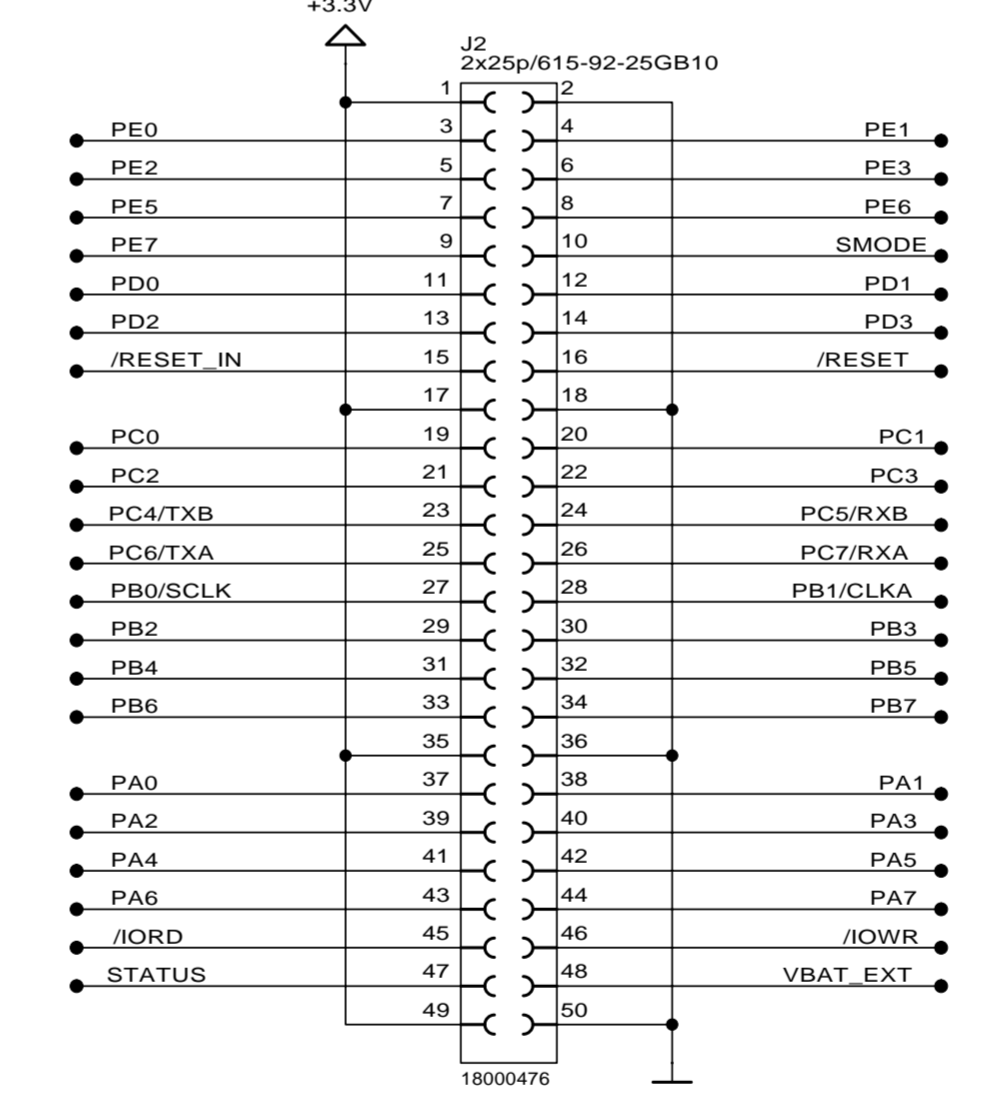 +3.3V
J2
2x25p/615-92-25GB10
1 2
PE0 3 4 PE1
PE2 5 6 PE3
PE5 7 8 PE6
PE7 9 10 SMODE
PD0 11 12 PD1
PD2 13 14 PD3
/RESET_IN 15 16 /RESET
17 18
PC0 19 20 PC1
PC2 21 22 PC3
PC4/TXB 23 24 PC5/RXB
PC6/TXA 25 26 PC7/RXA
PB0/SCLK 27 28 PB1/CLKA
PB2 29 30 PB3
PB4 31 32 PB5
PB6 33 34 PB7
35 36
PA0 37 38 PA1
PA2 39 40 PA3
PA4 41 42 PA5
PA6 43 44 PA7
/IORD 45 46 /IOWR
STATUS 47 48 VBAT_EXT
49 50
18000476